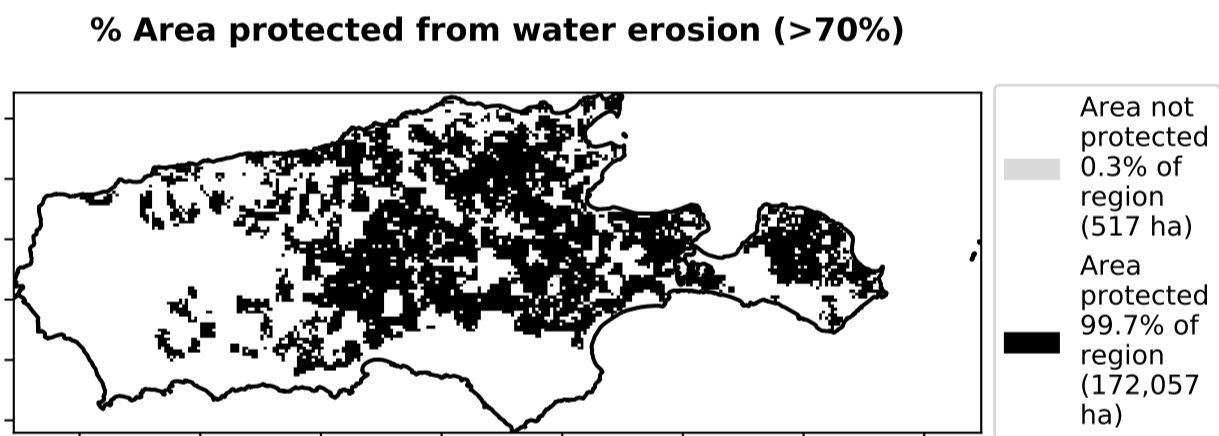 % Area protected from water erosion (>70%)
Area not
protected
0.3% of
region
(517 ha)
Area
protected
99.7% of
region
(172,057
ha)